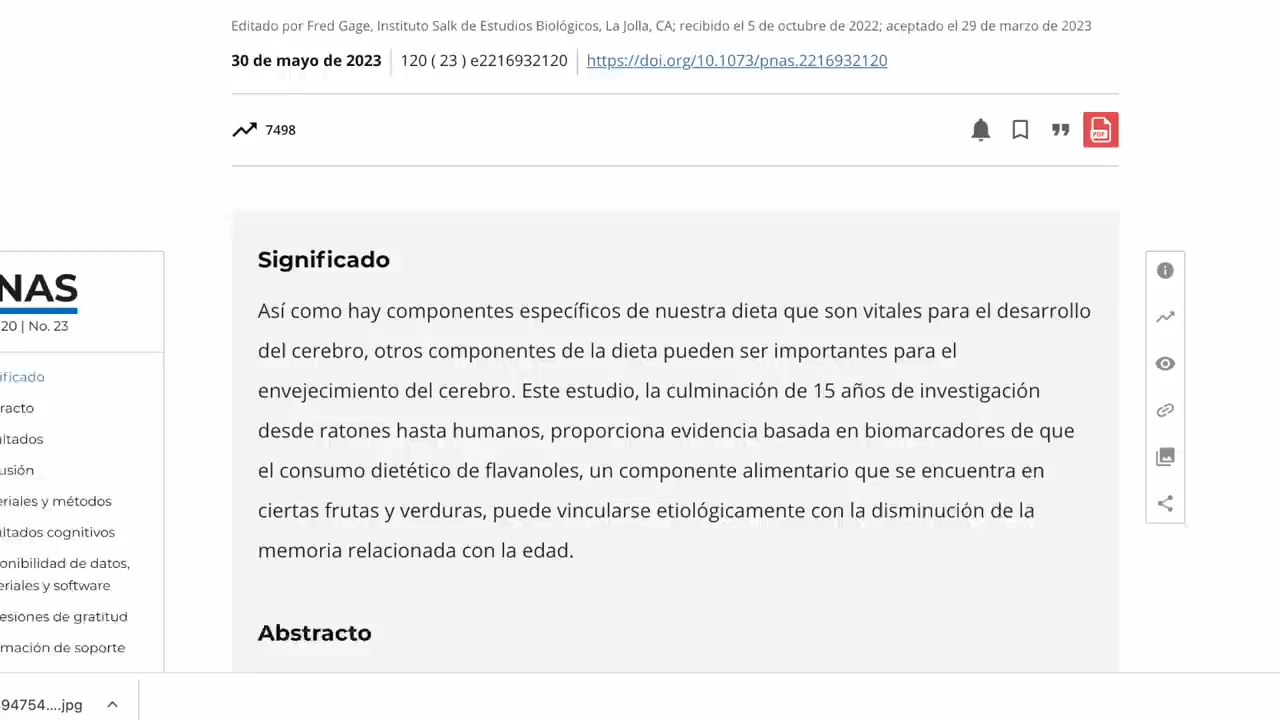 Editado por Fred Gage, Instituto Salk de Estudios Biológicos, La Jolla, CA; recibido el 5 de octubre de 2022; aceptado el 29 de marzo de 2023
30 de mayo de 2023 120 ( 23 ) e2216932120 https://doi.org/10.1073/pnas.2216932120
7498
PDF
Significado
Así como hay componentes específicos de nuestra dieta que son vitales para el desarrollo
del cerebro, otros componentes de la dieta pueden ser importantes para el
envejecimiento del cerebro. Este estudio, la culminación de 15 años de investigación
desde ratones hasta humanos, proporciona evidencia basada en biomarcadores de que
el consumo dietético de flavanoles, un componente alimentario que se encuentra en
ciertas frutas y verduras, puede vincularse etiológicamente con la disminución de la
memoria relacionada con la edad.
Abstracto
NAS
20 | No. 23
ificado
racto
ltados
usión
eriales y métodos
ltados cognitivos
onibilidad de datos,
eriales y software
esiones de gratitud
mación de soporte
94754....jpg